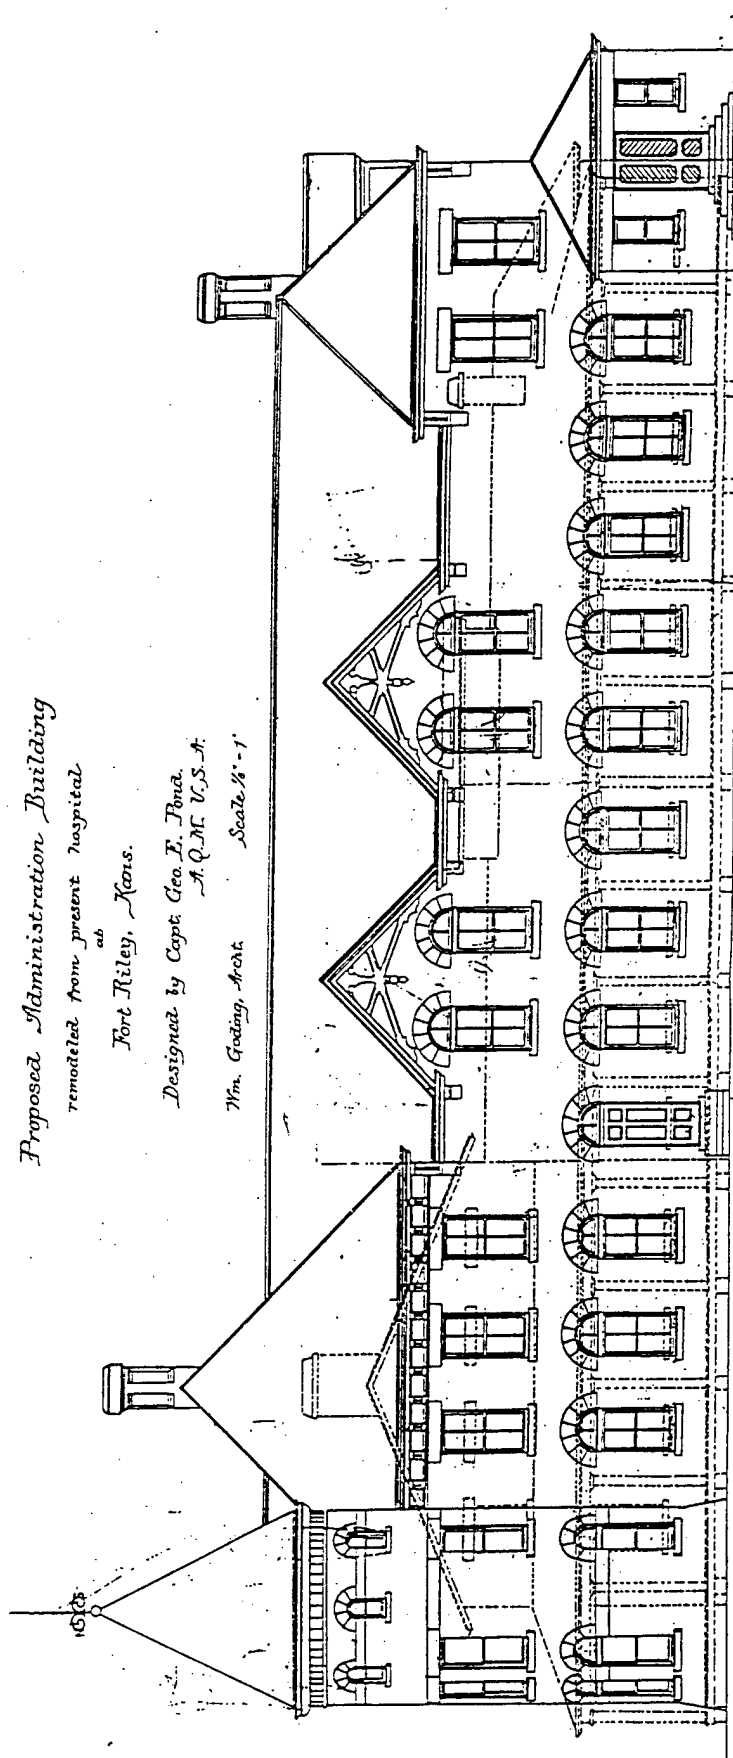 Proposed Administration Building
remodeled from present hospital
at
Fort Riley, Kans.
Designed by Capt. Geo. E. Pond.
A. Q. M. U. S. A.
Wm. Goding, Archt. Scale ⅛" - 1'